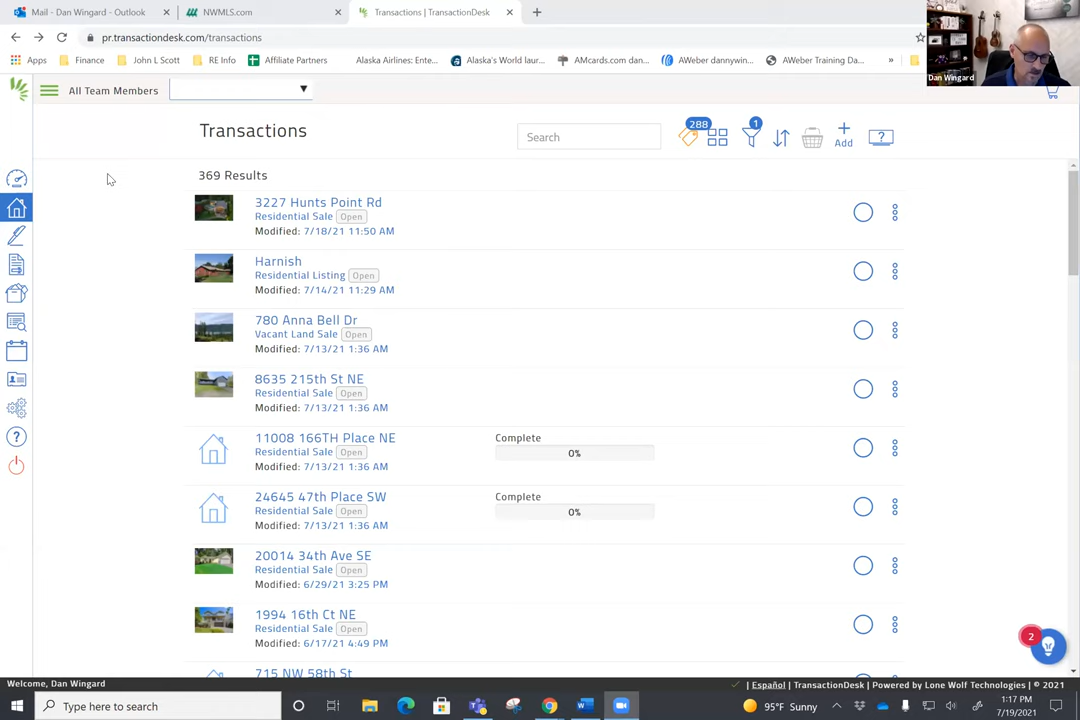 Mail - Dan Wingard - Outlook
NWMLS.com
Transactions | TransactionDesk
pr.transactiondesk.com/transactions
Apps
Finance
John L Scott
RE Info
Affiliate Partners
Alaska Airlines: Ente...
Alaska's World laur...
AMcards.com dan...
AWeber dannywin...
AWeber Training Da...
»
Dan Wingard
All Team Members
Transactions
Search
288
1
Add
369 Results
3227 Hunts Point Rd
Residential Sale Open
Modified: 7/18/21 11:50 AM
Harnish
Residential Listing Open
Modified: 7/14/21 11:29 AM
780 Anna Bell Dr
Vacant Land Sale Open
Modified: 7/13/21 1:36 AM
8635 215th St NE
Residential Sale Open
Modified: 7/13/21 1:36 AM
11008 166TH Place NE
Residential Sale Open
Modified: 7/13/21 1:36 AM
Complete
0%
24645 47th Place SW
Residential Sale Open
Modified: 7/13/21 1:36 AM
Complete
0%
20014 34th Ave SE
Residential Sale Open
Modified: 6/29/21 3:25 PM
1994 16th Ct NE
Residential Sale Open
Modified: 6/17/21 4:49 PM
715 NW 58th St
2
Welcome, Dan Wingard
| Español | TransactionDesk | Powered by Lone Wolf Technologies | © 2021
Type here to search
95°F Sunny
1:17 PM
7/19/2021